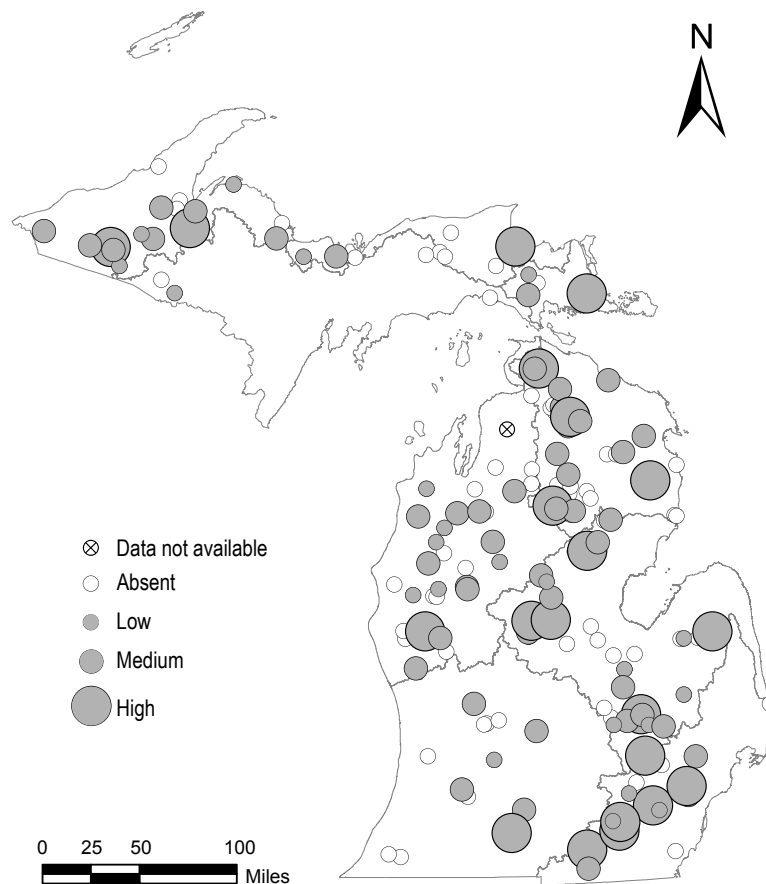 N
Data not available
Absent
Low
Medium
High
0 25 50 100
Miles